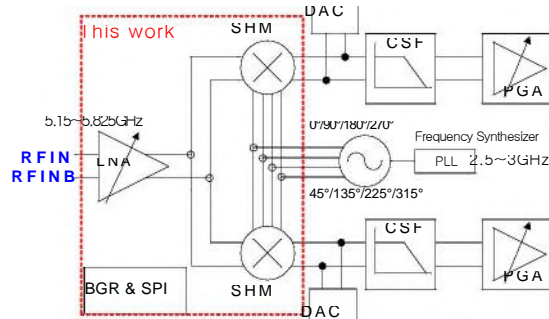 This work
SHM
DAC
CSF
PGA
5.15~5.825GHz
0°/90°/180°/270°
Frequency Synthesizer
RFIN
RFINB
LNA
PLL
2.5~3GHz
45°/135°/225°/315°
CSF
PGA
BGR & SPI
SHM
DAC